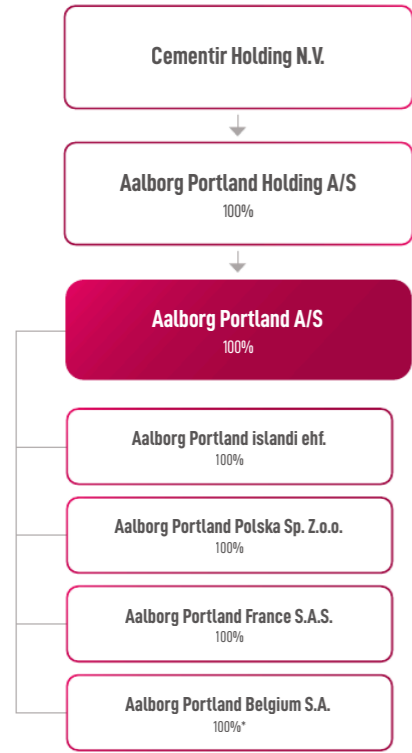 Cementir Holding N.V.
Aalborg Portland Holding A/S
100%
Aalborg Portland A/S
100%
Aalborg Portland islandi ehf.
100%
Aalborg Portland Polska Sp. Z.o.o.
100%
Aalborg Portland France S.A.S.
100%
Aalborg Portland Belgium S.A.
100%*